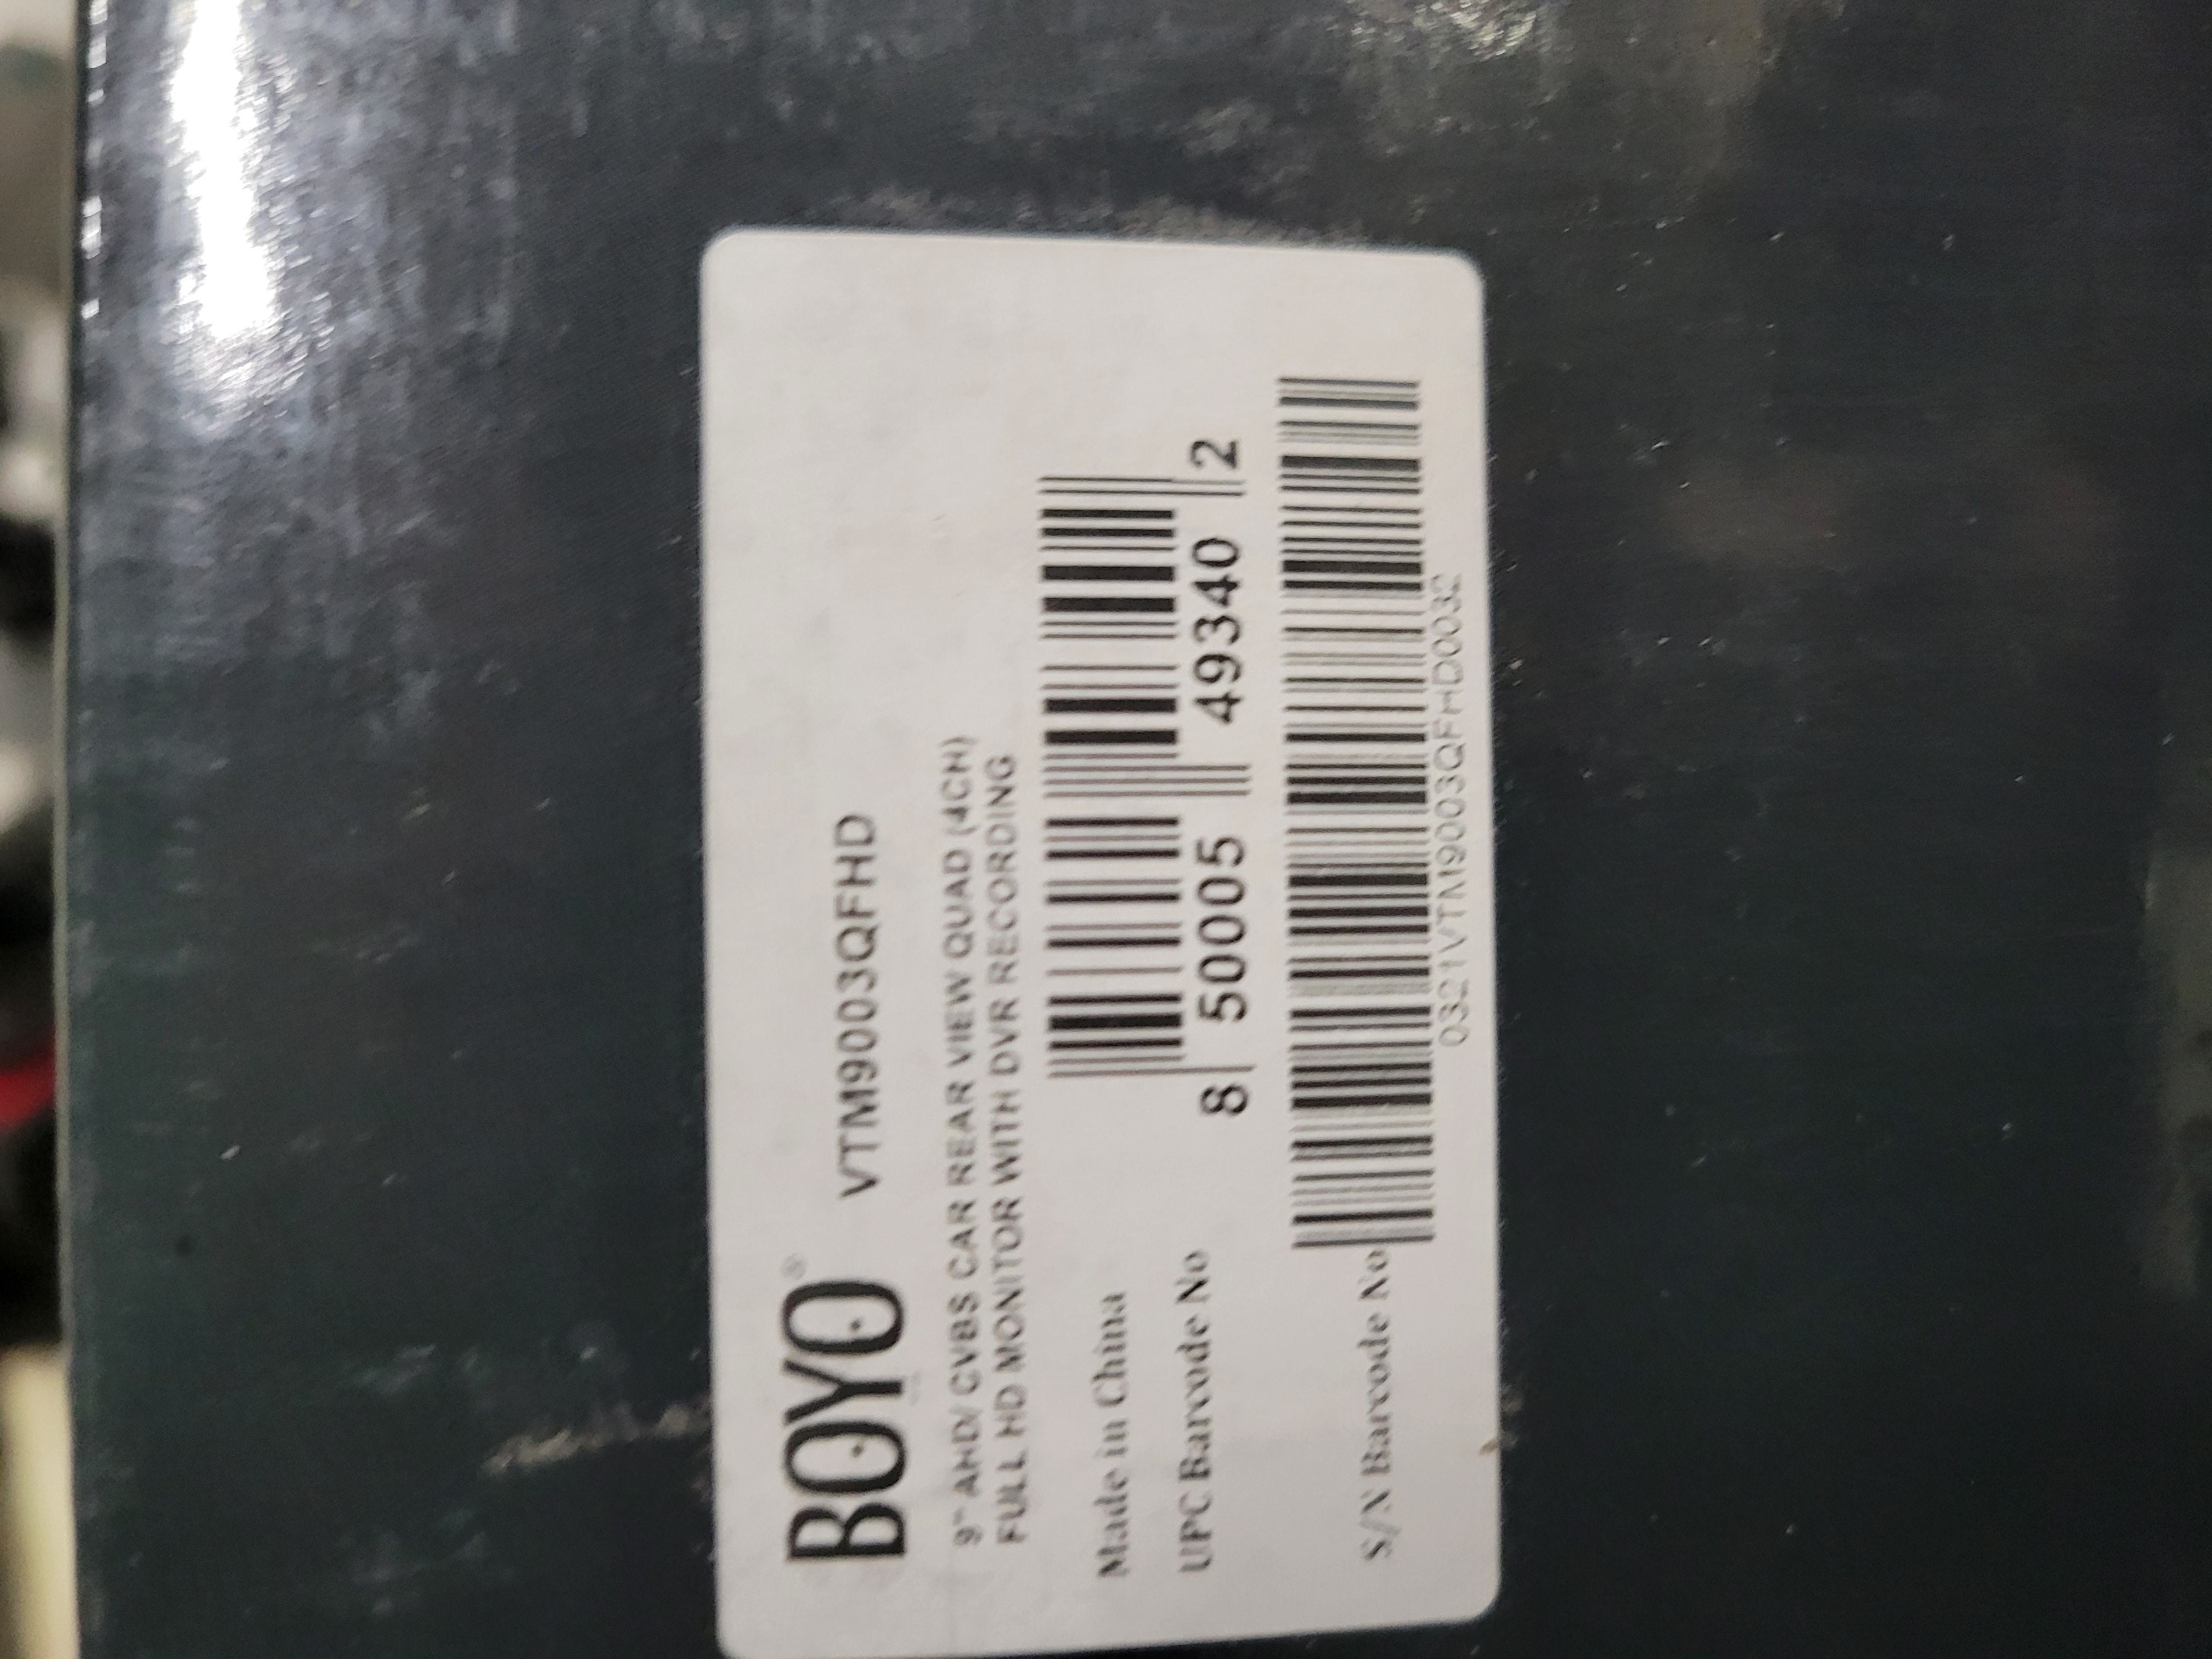 BOYO® VTM9003QFHD
9" AHD/ CVBS CAR REAR VIEW QUAD (4CH)
FULL HD MONITOR WITH DVR RECORDING
Made in China
UPC Barcode No
8 50005 49340 2
S/N Barcode No
0321VTM9003QFHD0032